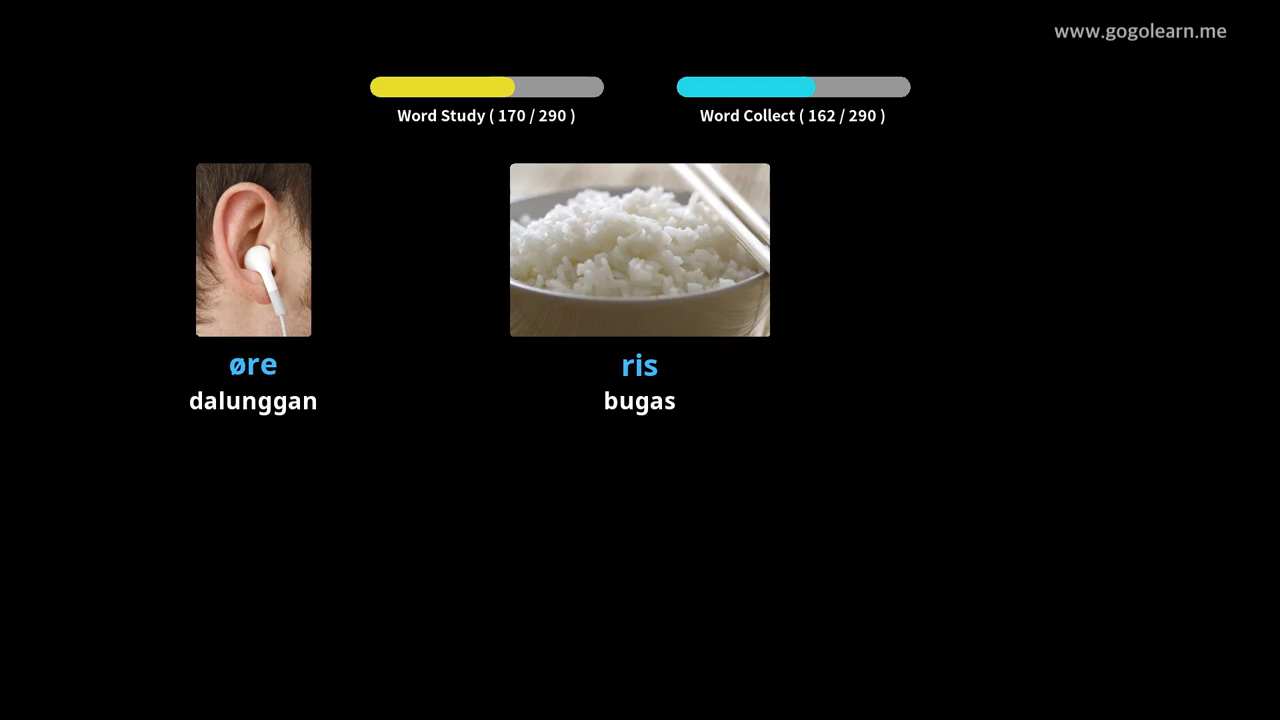 www.gogolearn.me
Word Study ( 170 / 290 )
Word Collect ( 162 / 290 )
øre
dalunggan
ris
bugas